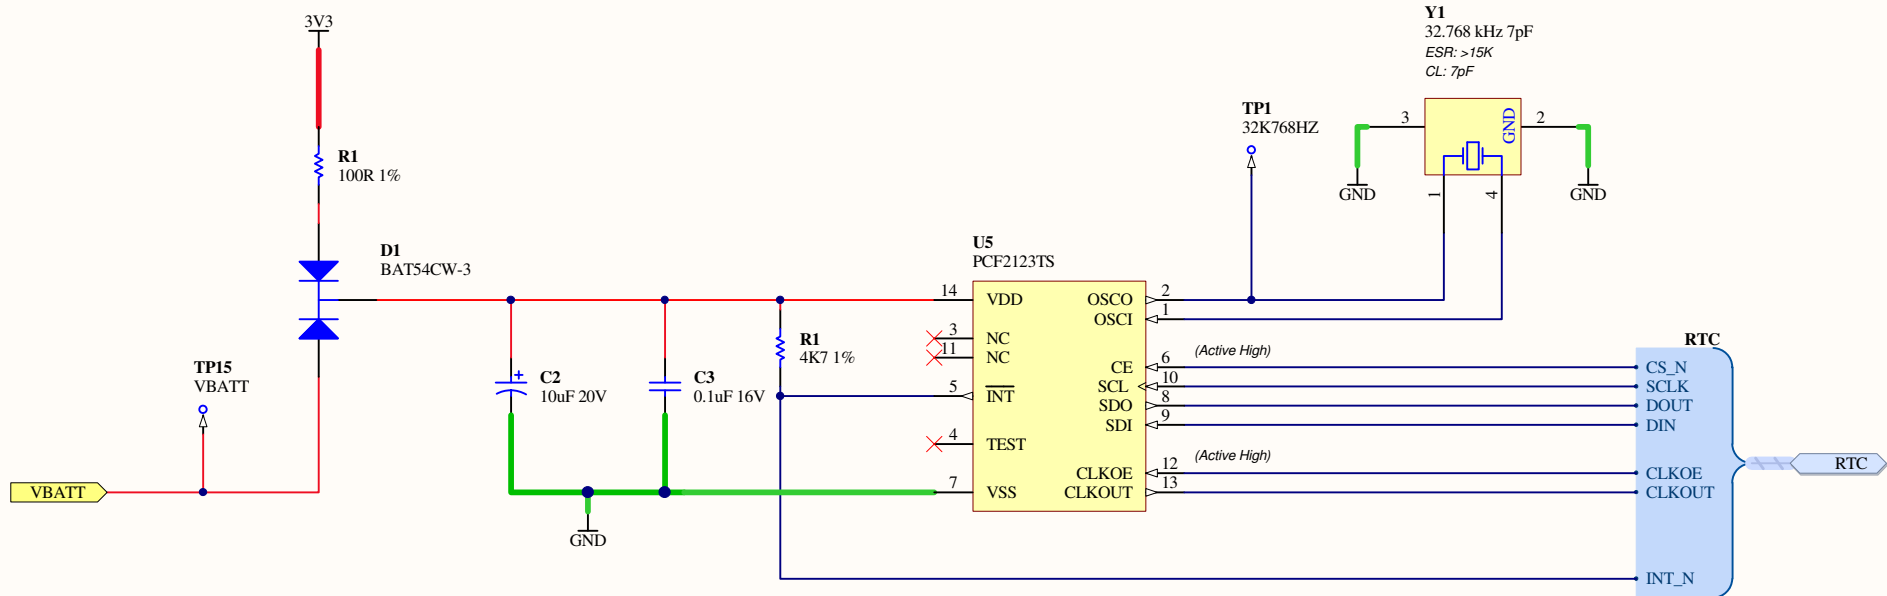 3V3
R1
100R 1%
D1
BAT54CW-3
TP15
VBATT
VBATT
C2
10uF 20V
+
C3
0.1uF 16V
GND
R1
4K7 1%
U5
PCF2123TS
14
VDD
3
NC
11
NC
5
INT
4
TEST
7
VSS
OSCO
2
OSCI
1
CE
6
(Active High)
SCL
10
SDO
8
SDI
9
CLKOE
12
(Active High)
CLKOUT
13
TP1
32K768HZ
Y1
32.768 kHz 7pF
ESR: >15K
CL: 7pF
3
GND
2
1
4
GND
GND
RTC
CS_N
SCLK
DOUT
DIN
CLKOE
CLKOUT
INT_N
RTC